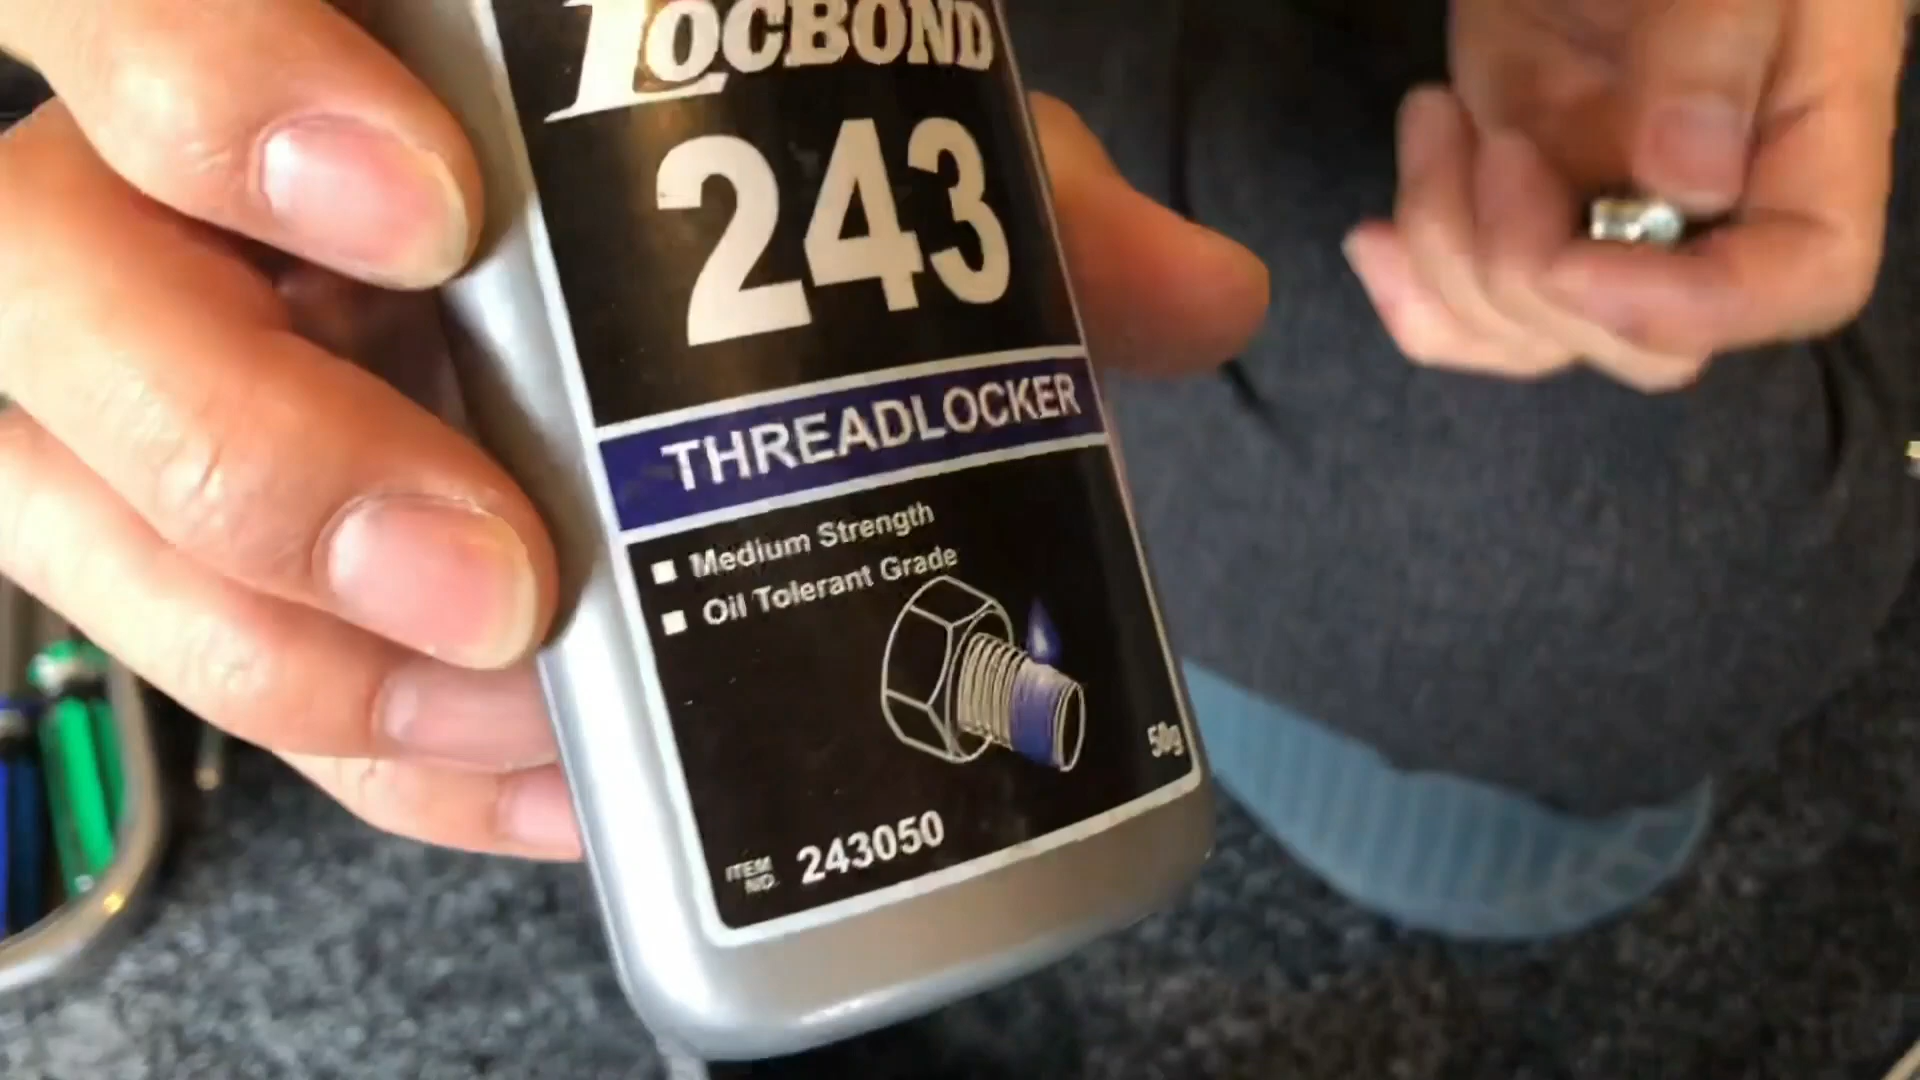 LOCBOND
243
THREADLOCKER
Medium Strength
Oil Tolerant Grade
50g
ITEM NO. 243050